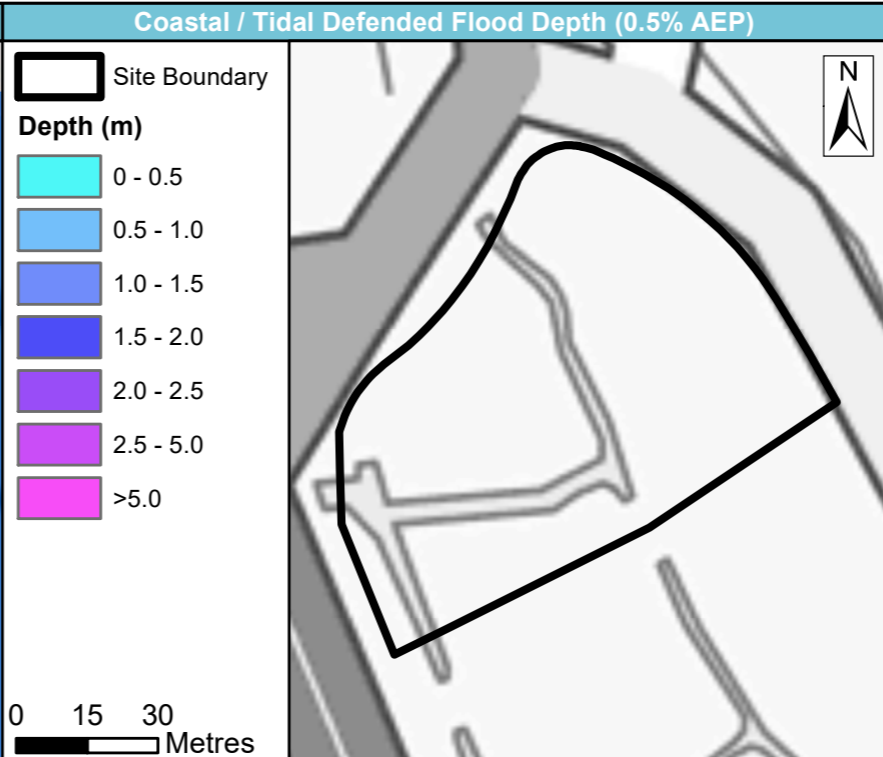 Coastal / Tidal Defended Flood Depth (0.5% AEP)
Site Boundary
Depth (m)
0 - 0.5
0.5 - 1.0
1.0 - 1.5
1.5 - 2.0
2.0 - 2.5
2.5 - 5.0
>5.0
0 15 30
Metres
N